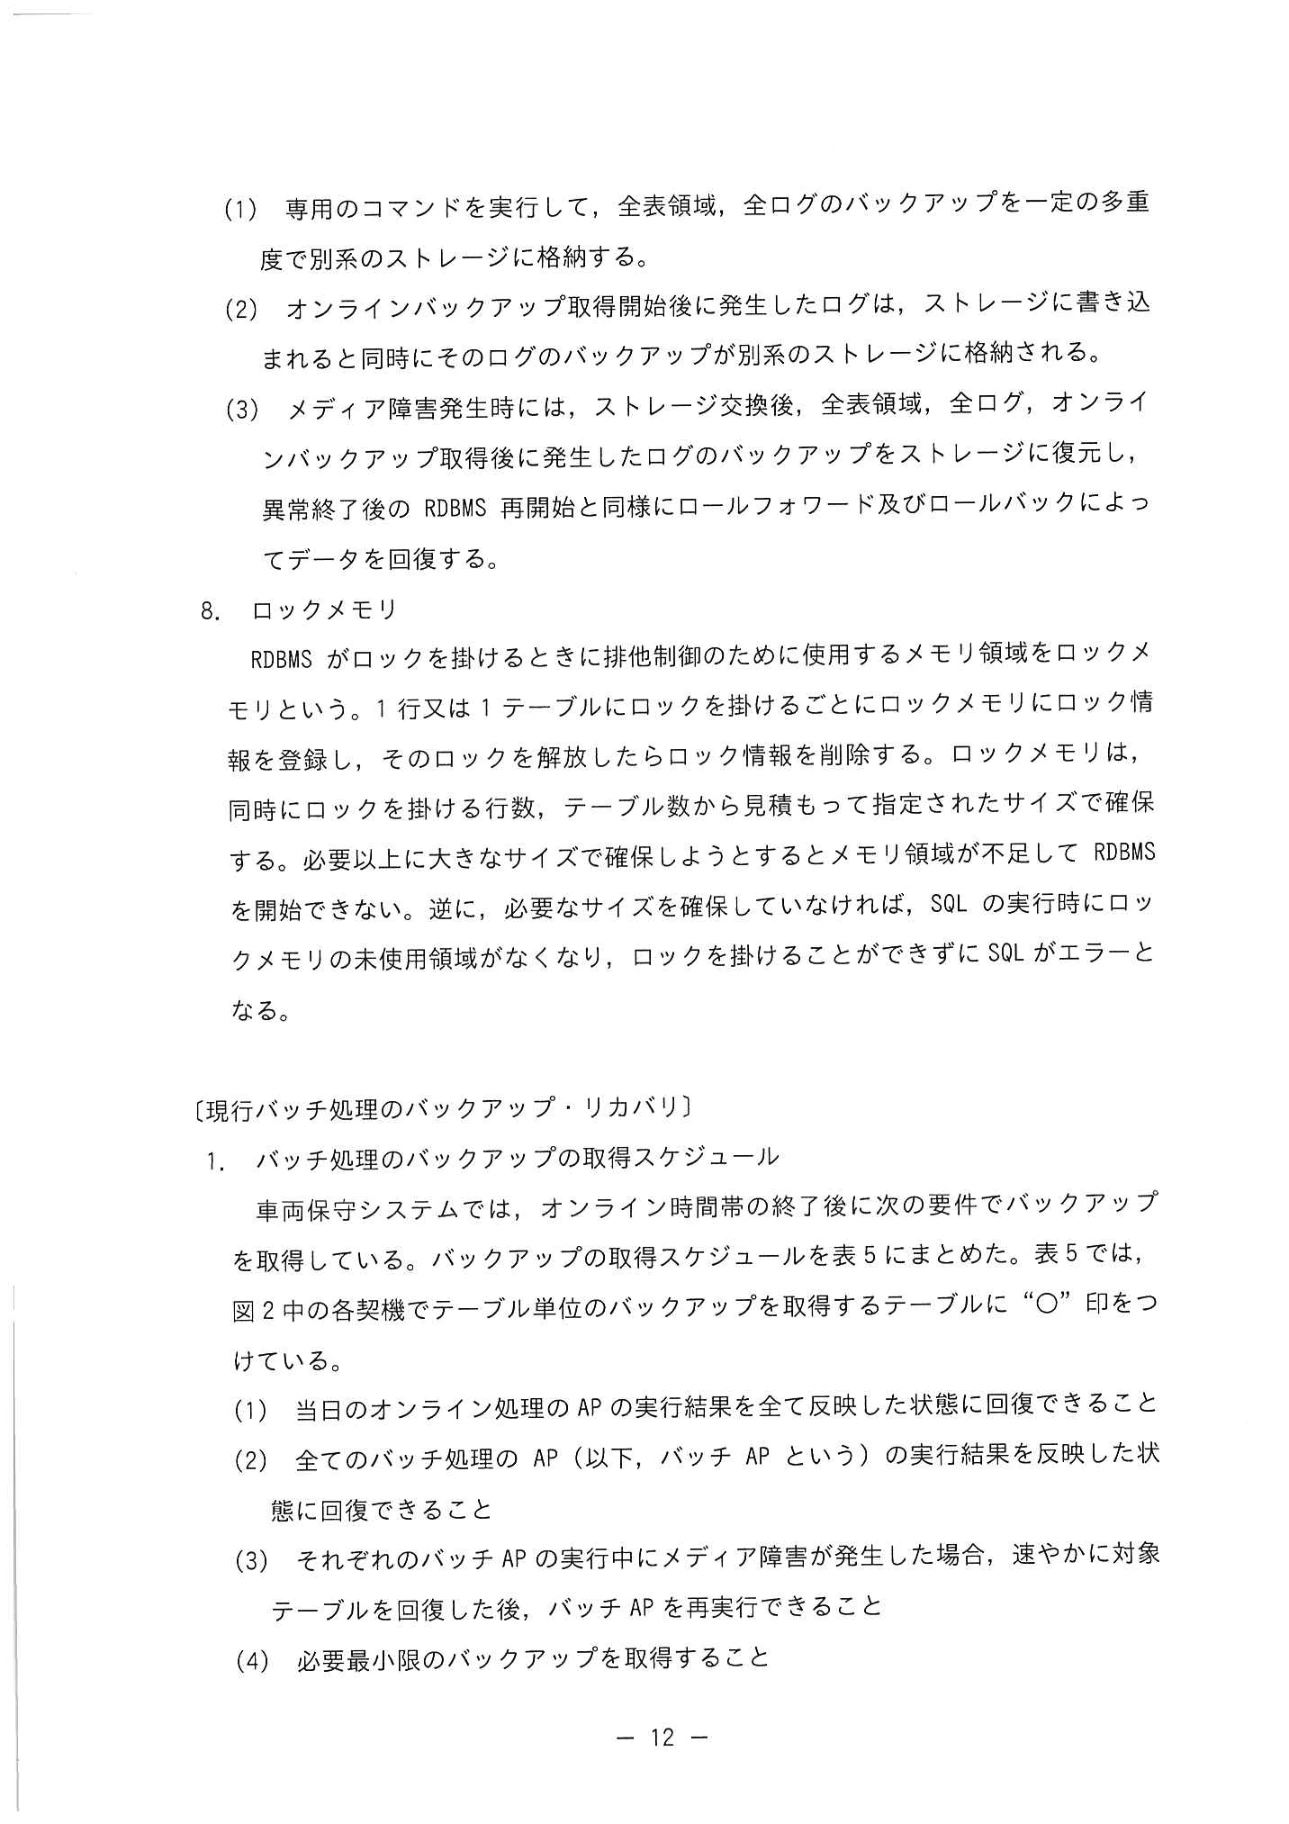 (1) 専用のコマンドを実行して，全表領域，全ログのバックアップを一定の多重
度で別系のストレージに格納する。
(2) オンラインバックアップ取得開始後に発生したログは，ストレージに書き込
まれると同時にそのログのバックアップが別系のストレージに格納される。
(3) メディア障害発生時には，ストレージ交換後，全表領域，全ログ，オンライ
ンバックアップ取得後に発生したログのバックアップをストレージに復元し，
異常終了後の RDBMS 再開始と同様にロールフォワード及びロールバックによっ
てデータを回復する。
8. ロックメモリ
RDBMS がロックを掛けるときに排他制御のために使用するメモリ領域をロックメ
モリという。1 行又は 1 テーブルにロックを掛けるごとにロックメモリにロック情
報を登録し，そのロックを解放したらロック情報を削除する。ロックメモリは，
同時にロックを掛ける行数，テーブル数から見積もって指定されたサイズで確保
する。必要以上に大きなサイズで確保しようとするとメモリ領域が不足して RDBMS
を開始できない。逆に，必要なサイズを確保していなければ，SQL の実行時にロッ
クメモリの未使用領域がなくなり，ロックを掛けることができずに SQL がエラーと
なる。
〔現行バッチ処理のバックアップ・リカバリ〕
1. バッチ処理のバックアップの取得スケジュール
車両保守システムでは，オンライン時間帯の終了後に次の要件でバックアップ
を取得している。バックアップの取得スケジュールを表 5 にまとめた。表 5 では，
図 2 中の各契機でテーブル単位のバックアップを取得するテーブルに “〇” 印をつ
けている。
(1) 当日のオンライン処理の AP の実行結果を全て反映した状態に回復できること
(2) 全てのバッチ処理の AP（以下，バッチ AP という）の実行結果を反映した状
態に回復できること
(3) それぞれのバッチ AP の実行中にメディア障害が発生した場合，速やかに対象
テーブルを回復した後，バッチ AP を再実行できること
(4) 必要最小限のバックアップを取得すること
－ 12 －